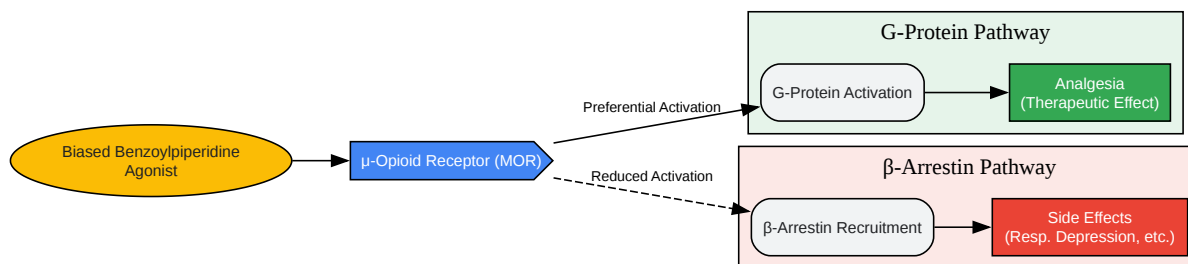 Biased Benzoylpiperidine
Agonist
μ-Opioid Receptor (MOR)
Preferential Activation
Reduced Activation
G-Protein Pathway
G-Protein Activation
Analgesia
(Therapeutic Effect)
β-Arrestin Pathway
β-Arrestin Recruitment
Side Effects
(Resp. Depression, etc.)